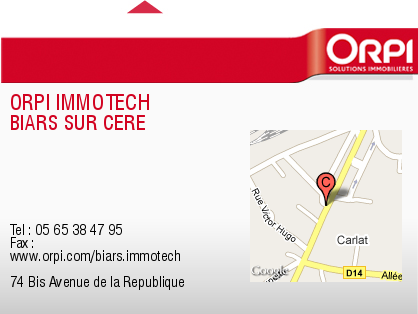 ORPI
SOLUTIONS IMMOBILIÈRES
ORPI IMMOTECH
BIARS SUR CERE
Tel : 05 65 38 47 95
Fax :
www.orpi.com/biars.immotech
74 Bis Avenue de la Republique
C
Rue Victor Hugo
Carlat
Google
D14
Allée